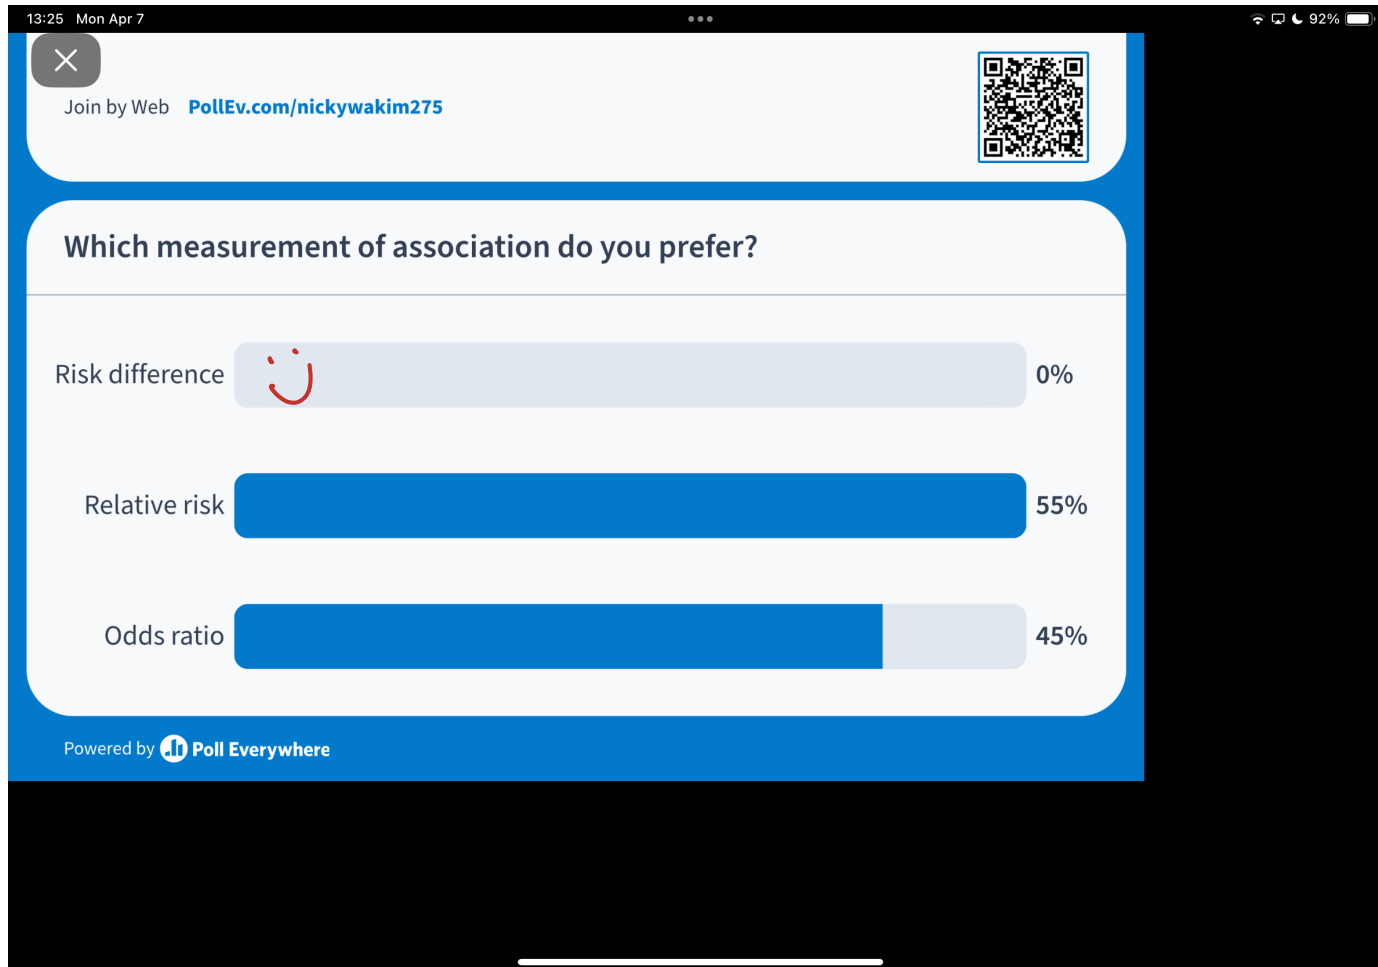 13:25 Mon Apr 7
92%
Join by Web PollEv.com/nickywakim275
Which measurement of association do you prefer?
Risk difference 0%
Relative risk 55%
Odds ratio 45%
Powered by Poll Everywhere